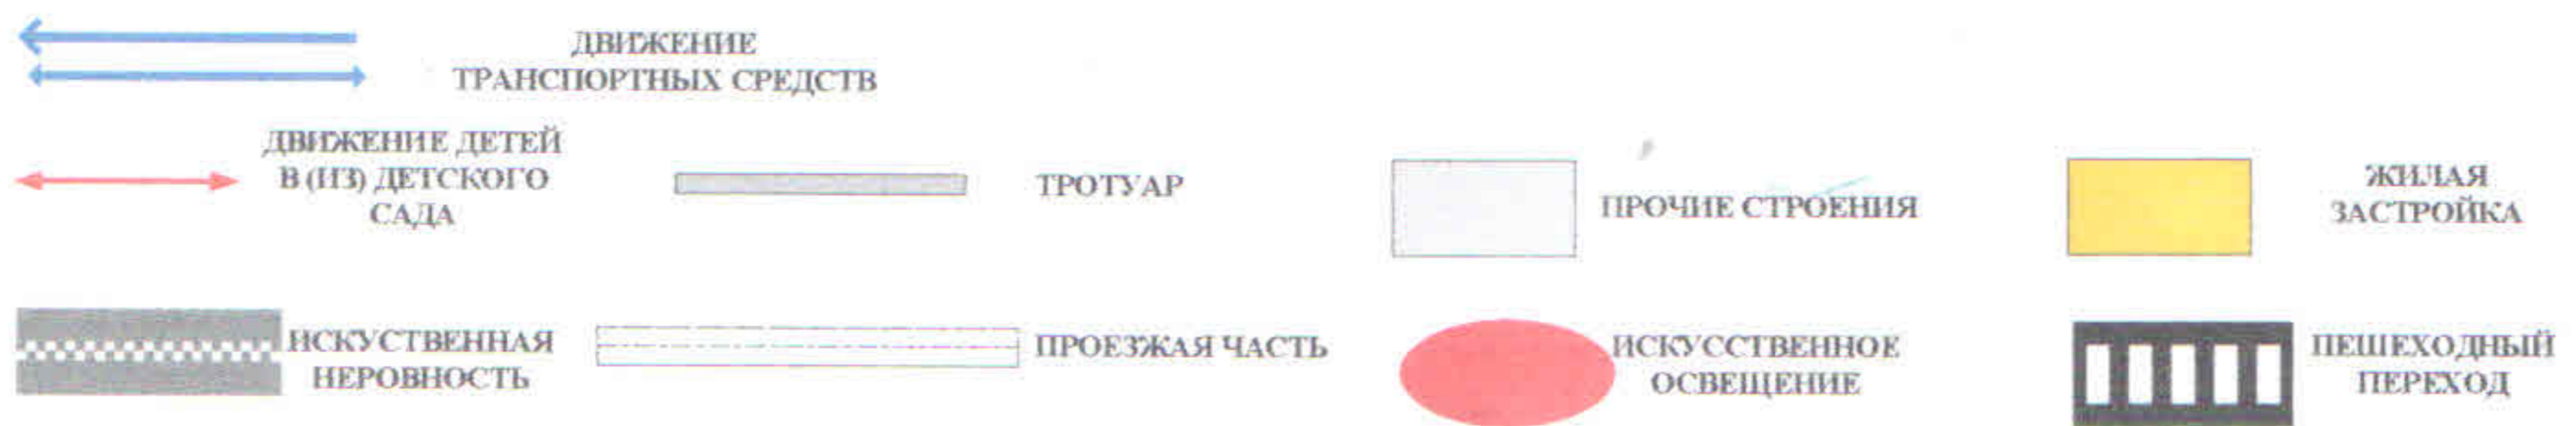 ДВИЖЕНИЕ
ТРАНСПОРТНЫХ СРЕДСТВ
ДВИЖЕНИЕ ДЕТЕЙ
В (ИЗ) ДЕТСКОГО
САДА
ТРОТУАР
ПРОЧИЕ СТРОЕНИЯ
ЖИЛАЯ
ЗАСТРОЙКА
ИСКУСТВЕННАЯ
НЕРОВНОСТЬ
ПРОЕЗЖАЯ ЧАСТЬ
ИСКУССТВЕННОЕ
ОСВЕЩЕНИЕ
ПЕШЕХОДНЫЙ
ПЕРЕХОД